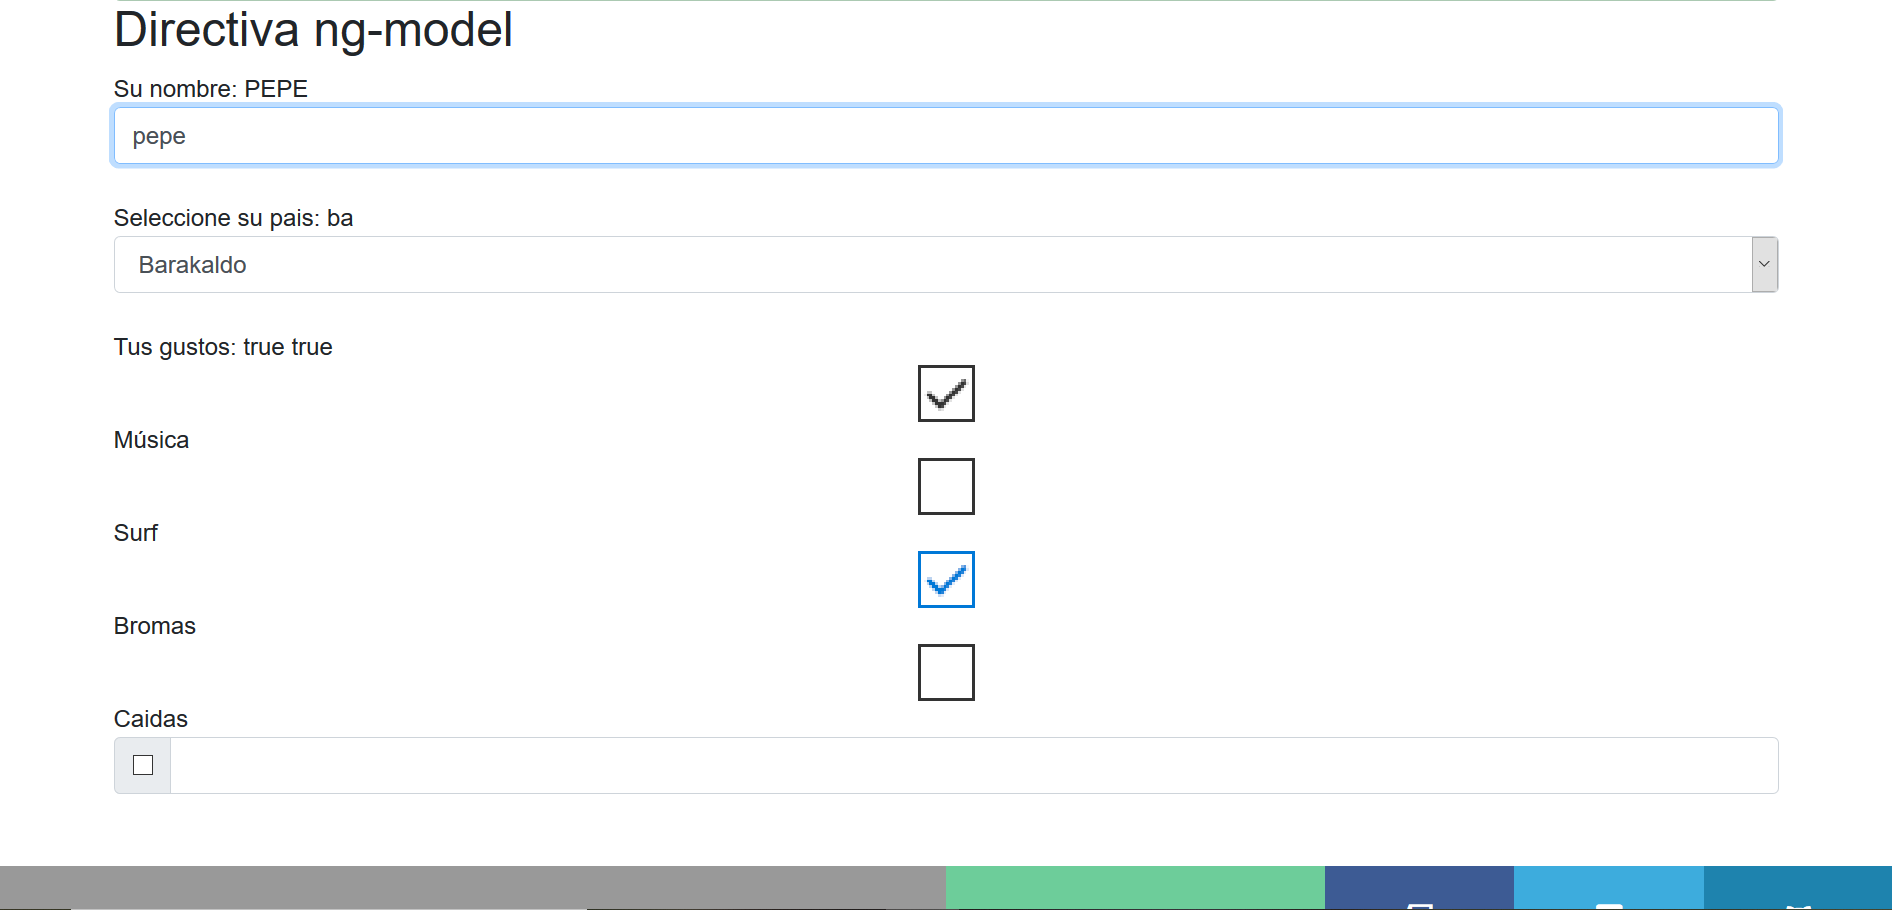 Directiva ng-model
Su nombre: PEPE
pepe
Seleccione su pais: ba
Barakaldo
Tus gustos: true true
Música
Surf
Bromas
Caidas